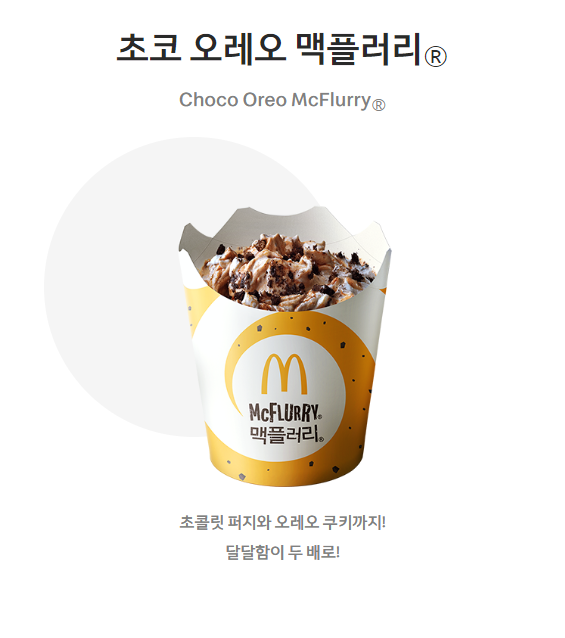 초코 오레오 맥플러리®
Choco Oreo McFlurry®
McFLURRY®
맥플러리®
초콜릿 퍼지와 오레오 쿠키까지!
달달함이 두 배로!